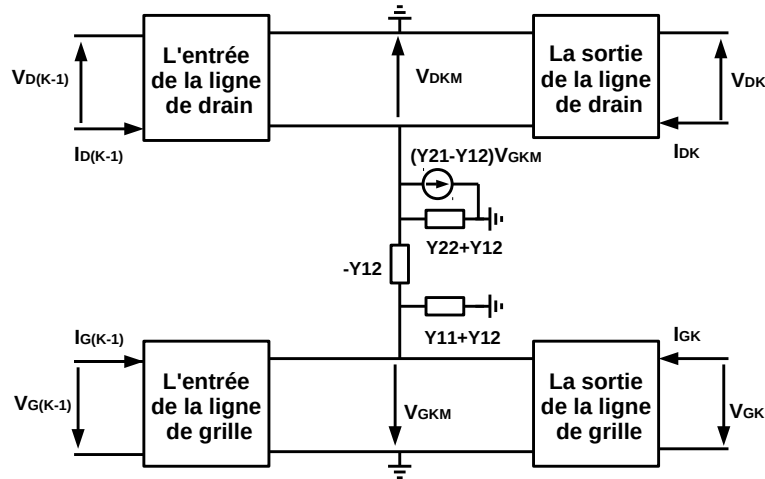 L'entrée
de la ligne
de drain
La sortie
de la ligne
de drain
VD(K-1)
VDKM
VDK
ID(K-1)
IDK
(Y21-Y12)VGKM
Y22+Y12
-Y12
Y11+Y12
IG(K-1)
IGK
L'entrée
de la ligne
de grille
La sortie
de la ligne
de grille
VG(K-1)
VGKM
VGK